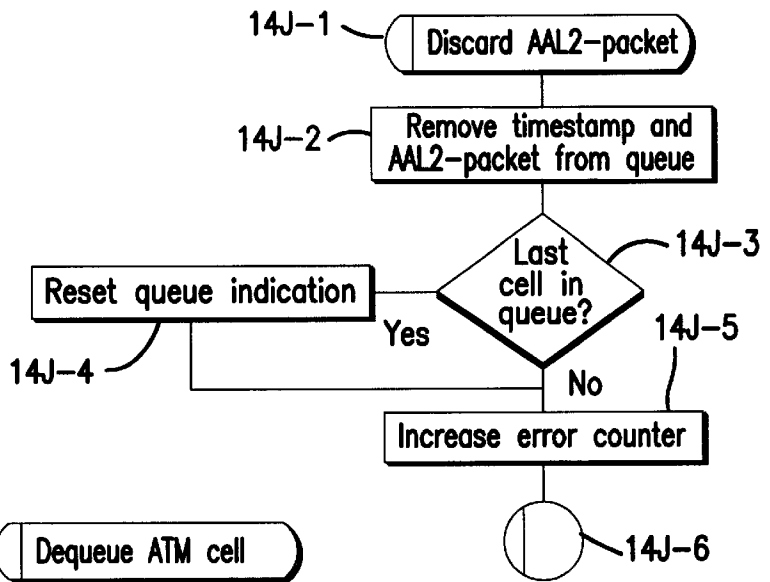 14J-1
Discard AAL2-packet
14J-2
Remove timestamp and
AAL2-packet from queue
14J-3
Last
cell in
queue?
Reset queue indication
Yes
14J-4
14J-5
No
Increase error counter
14J-6
Dequeue ATM cell